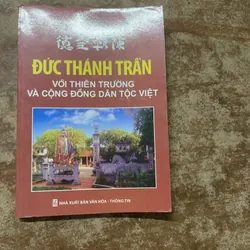 ĐỨC THÁNH TRẦN
VỚI THIÊN TRƯỜNG
VÀ CỘNG ĐỒNG DÂN TỘC VIỆT
NHÀ XUẤT BẢN VĂN HÓA - THÔNG TIN